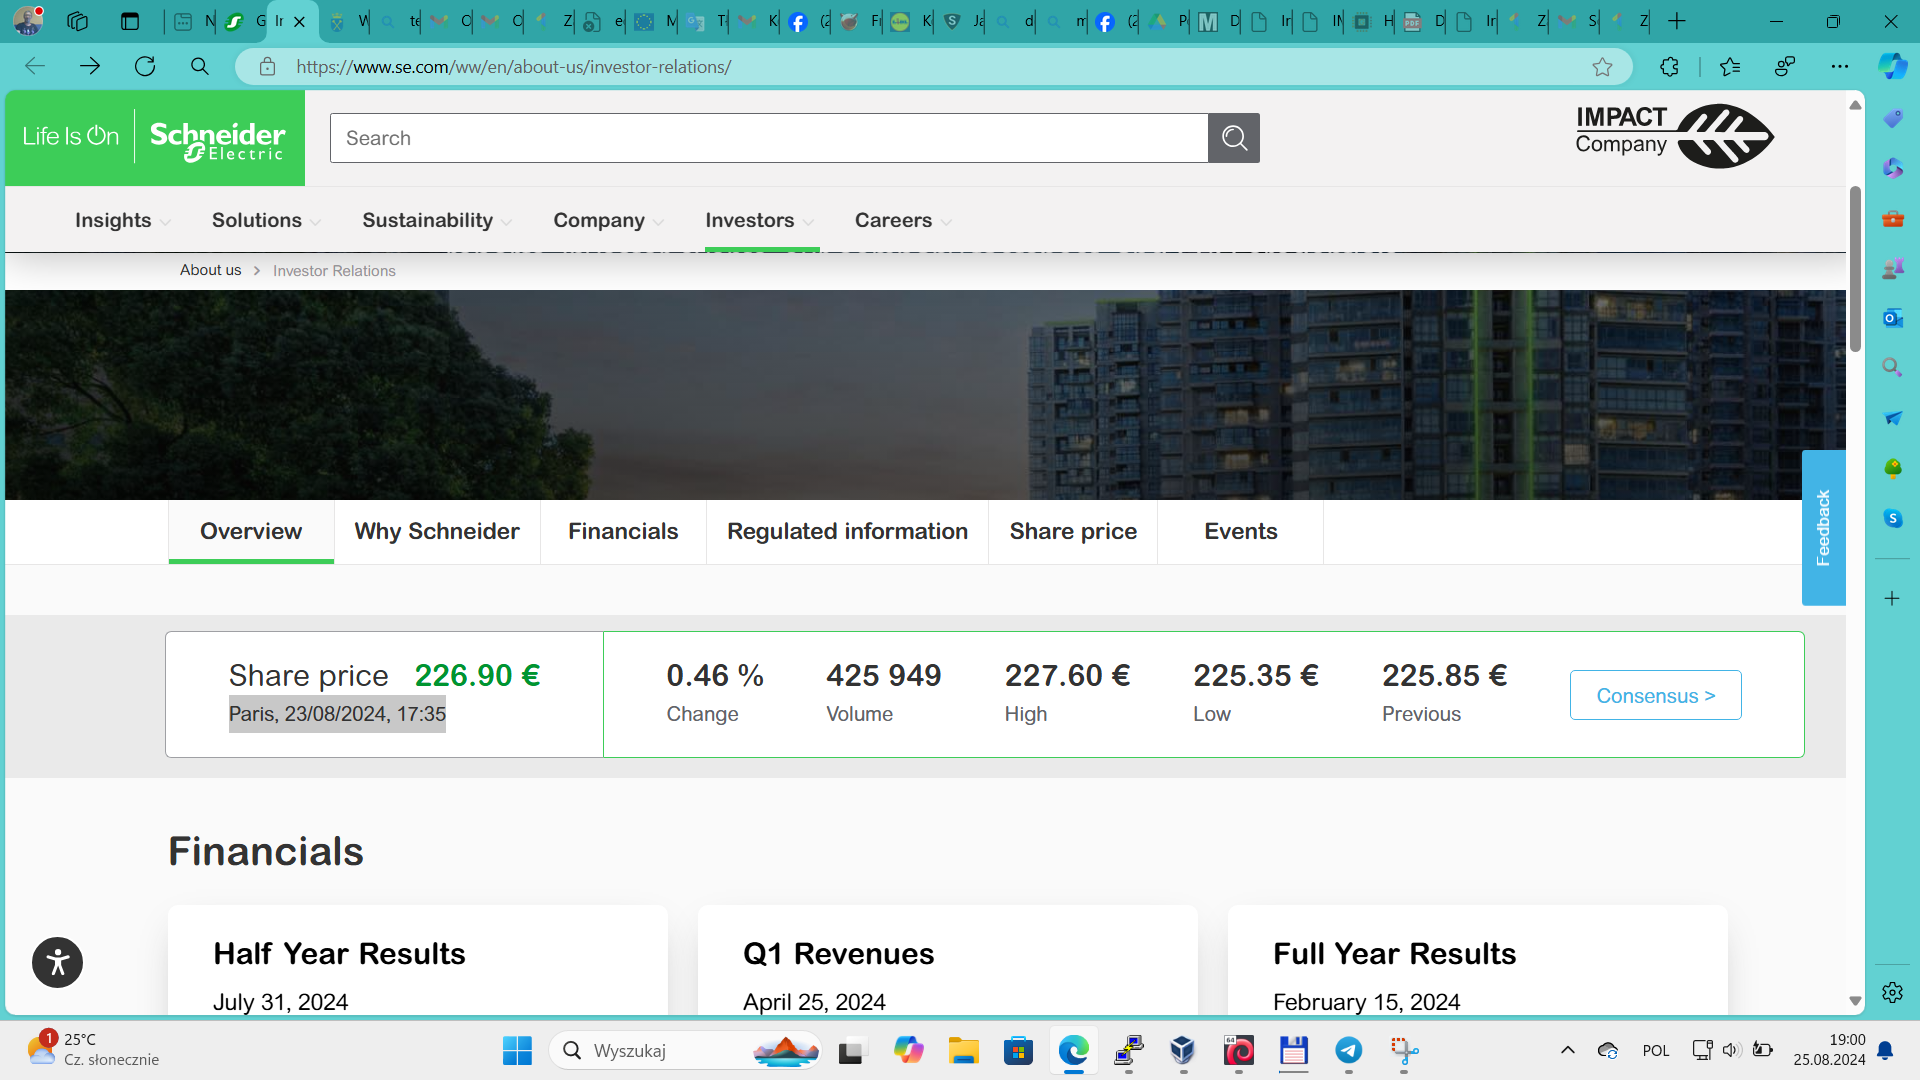 https://www.se.com/ww/en/about-us/investor-relations/
Life Is On
Schneider
Electric
Search
IMPACT
Company
Insights
Solutions
Sustainability
Company
Investors
Careers
About us
Investor Relations
Overview
Why Schneider
Financials
Regulated information
Share price
Events
Feedback
Share price 226.90 €
Paris, 23/08/2024, 17:35
0.46 %
Change
425 949
Volume
227.60 €
High
225.35 €
Low
225.85 €
Previous
Consensus >
Financials
Half Year Results
July 31, 2024
Q1 Revenues
April 25, 2024
Full Year Results
February 15, 2024
1
25°C
Cz. słonecznie
Wyszukaj
64
POL
19:00
25.08.2024